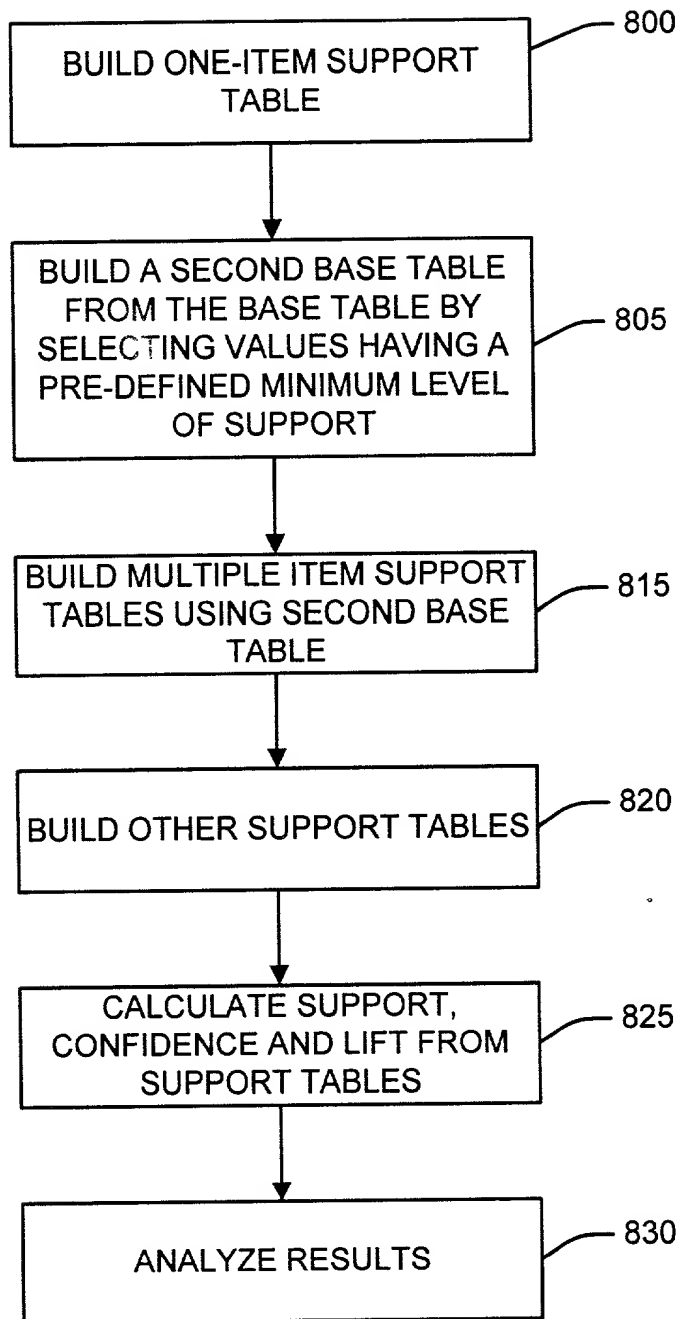 800
BUILD ONE-ITEM SUPPORT
TABLE
BUILD A SECOND BASE TABLE
FROM THE BASE TABLE BY
SELECTING VALUES HAVING A
PRE-DEFINED MINIMUM LEVEL
OF SUPPORT
805
BUILD MULTIPLE ITEM SUPPORT
TABLES USING SECOND BASE
TABLE
815
BUILD OTHER SUPPORT TABLES
820
CALCULATE SUPPORT,
CONFIDENCE AND LIFT FROM
SUPPORT TABLES
825
ANALYZE RESULTS
830